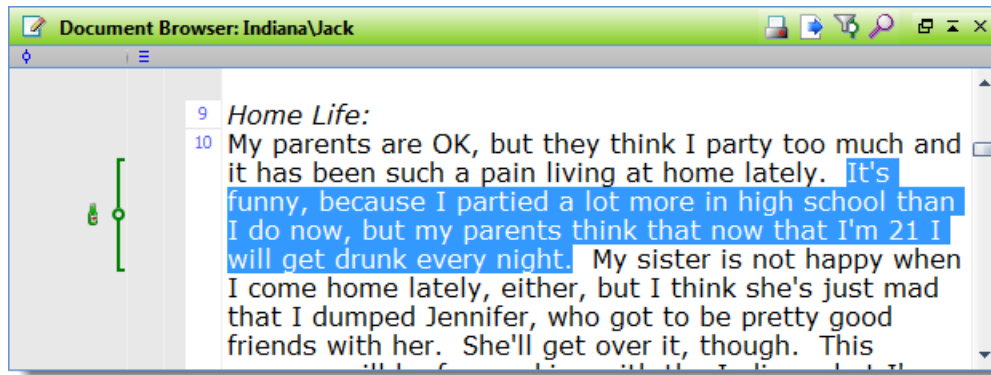 Document Browser: Indiana\Jack
9 Home Life:
10 My parents are OK, but they think I party too much and
it has been such a pain living at home lately.  It's
funny, because I partied a lot more in high school than
I do now, but my parents think that now that I'm 21 I
will get drunk every night.  My sister is not happy when
I come home lately, either, but I think she's just mad
that I dumped Jennifer, who got to be pretty good
friends with her.  She'll get over it, though.  This